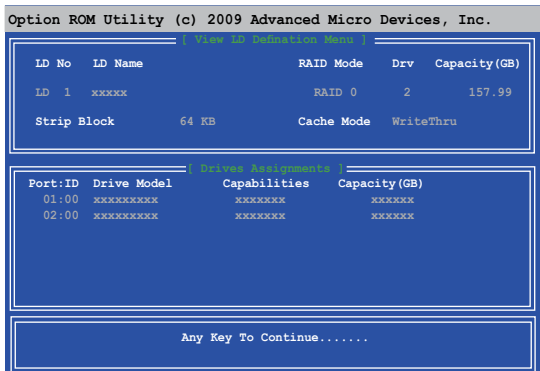 Option ROM Utility (c) 2009 Advanced Micro Devices, Inc.
[ View LD Defination Menu ]
LD No LD Name RAID Mode Drv Capacity(GB)
LD 1 xxxxx RAID 0 2 157.99
Strip Block 64 KB Cache Mode WriteThru
[ Drives Assignments ]
Port:ID Drive Model Capabilities Capacity(GB)
01:00 xxxxxxxxx xxxxxxx xxxxxx
02:00 xxxxxxxxx xxxxxxx xxxxxx
Any Key To Continue.......